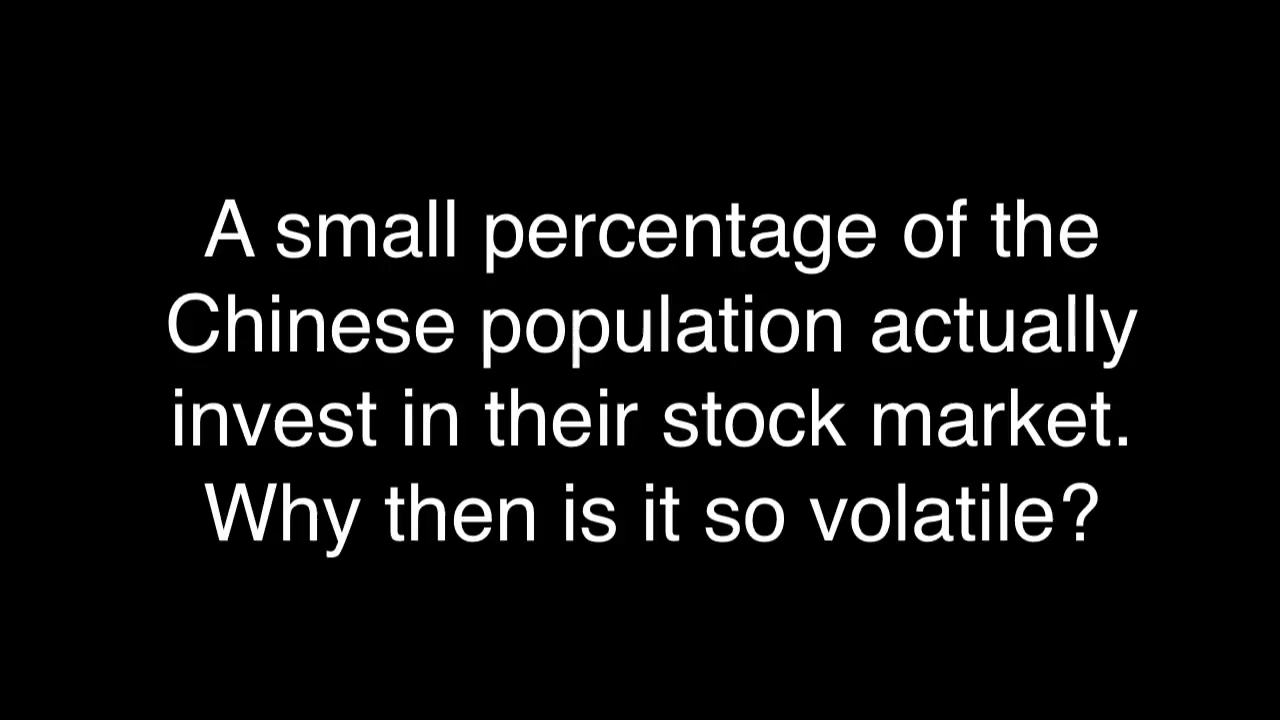 A small percentage of the
Chinese population actually
invest in their stock market.
Why then is it so volatile?